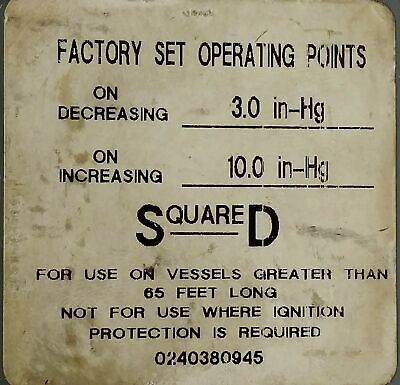 FACTORY SET OPERATING POINTS
ON
DECREASING 3.0 in-Hg
ON
INCREASING 10.0 in-Hg
SQUARE D
FOR USE ON VESSELS GREATER THAN
65 FEET LONG
NOT FOR USE WHERE IGNITION
PROTECTION IS REQUIRED
0240380945